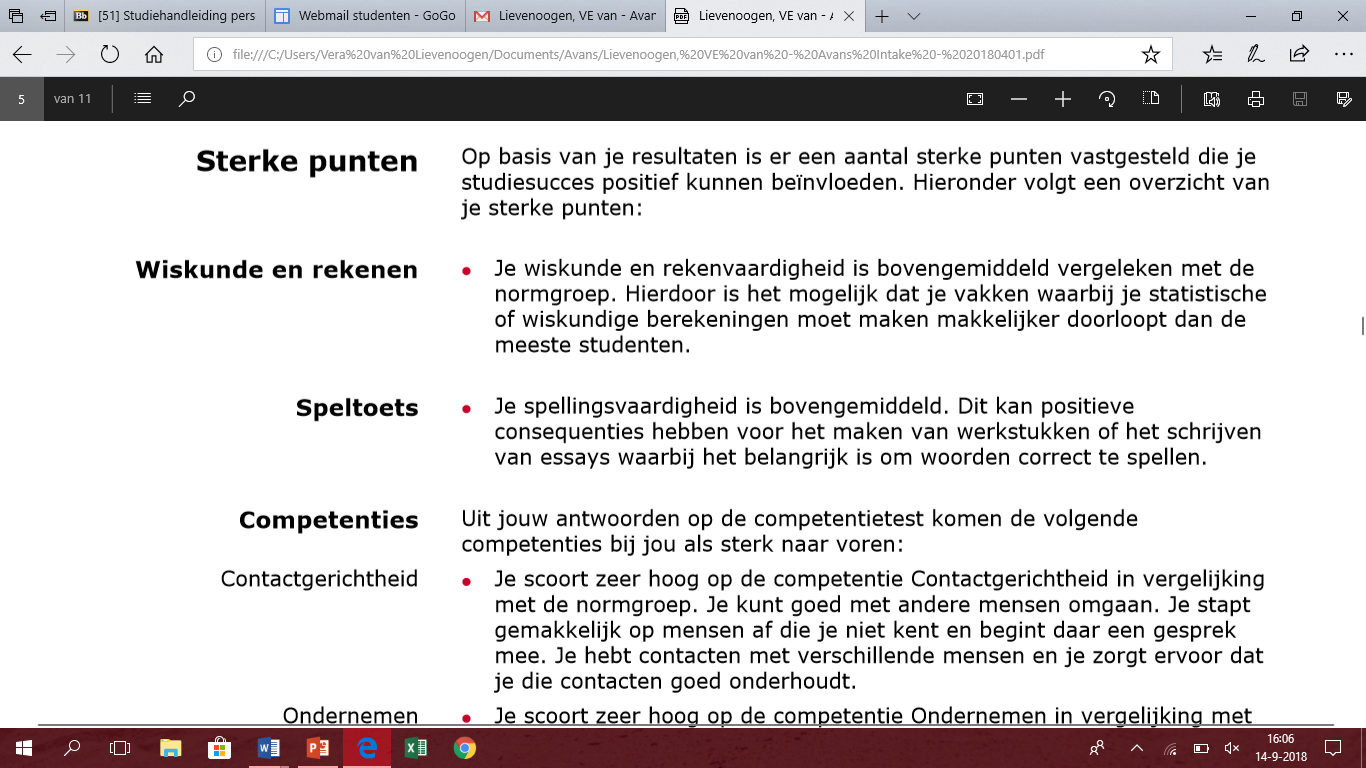 [51] Studiehandleiding pers
Webmail studenten - GoGo
Lievenoogen, VE van - Avar
Lievenoogen, VE van - A
file:///C:/Users/Vera%20van%20Lievenoogen/Documents/Avans/Lievenoogen,%20VE%20van%20-%20Avans%20Intake%20-%2020180401.pdf
5 van 11
Sterke punten
Op basis van je resultaten is er een aantal sterke punten vastgesteld die je
studiesucces positief kunnen beïnvloeden. Hieronder volgt een overzicht van
je sterke punten:
Wiskunde en rekenen
• Je wiskunde en rekenvaardigheid is bovengemiddeld vergeleken met de
normgroep. Hierdoor is het mogelijk dat je vakken waarbij je statistische
of wiskundige berekeningen moet maken makkelijker doorloopt dan de
meeste studenten.
Speltoets
• Je spellingsvaardigheid is bovengemiddeld. Dit kan positieve
consequenties hebben voor het maken van werkstukken of het schrijven
van essays waarbij het belangrijk is om woorden correct te spellen.
Competenties
Uit jouw antwoorden op de competentietest komen de volgende
competenties bij jou als sterk naar voren:
Contactgerichtheid
• Je scoort zeer hoog op de competentie Contactgerichtheid in vergelijking
met de normgroep. Je kunt goed met andere mensen omgaan. Je stapt
gemakkelijk op mensen af die je niet kent en begint daar een gesprek
mee. Je hebt contacten met verschillende mensen en je zorgt ervoor dat
je die contacten goed onderhoudt.
Ondernemen
• Je scoort zeer hoog op de competentie Ondernemen in vergelijking met
16:06
14-9-2018